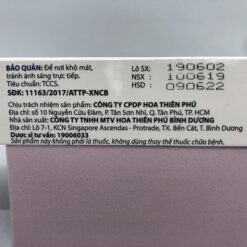 BẢO QUẢN: Để nơi khô mát,
tránh ánh sáng trực tiếp.
Tiêu chuẩn: TCCS.
SĐK: 11163/2017/ATTP-XNCB
Lô SX: 190602
NSX : 100619
HSD : 090622
Chịu trách nhiệm sản phẩm: CÔNG TY CPDP HOA THIÊN PHÚ
Địa chỉ: số 10 Nguyễn Cửu Đàm, P. Tân Sơn Nhì, Q. Tân Phú, TP. HCM
Nhà sản xuất: CÔNG TY TNHH MTV HOA THIÊN PHÚ BÌNH DƯƠNG
Địa chỉ: Lô 7-1, KCN Singapore Ascendas - Protrade, TX. Bến Cát, T. Bình Dương
Dược sĩ tư vấn: 19006033
Sản phẩm này không phải là thuốc, không có tác dụng thay thế thuốc chữa bệnh.